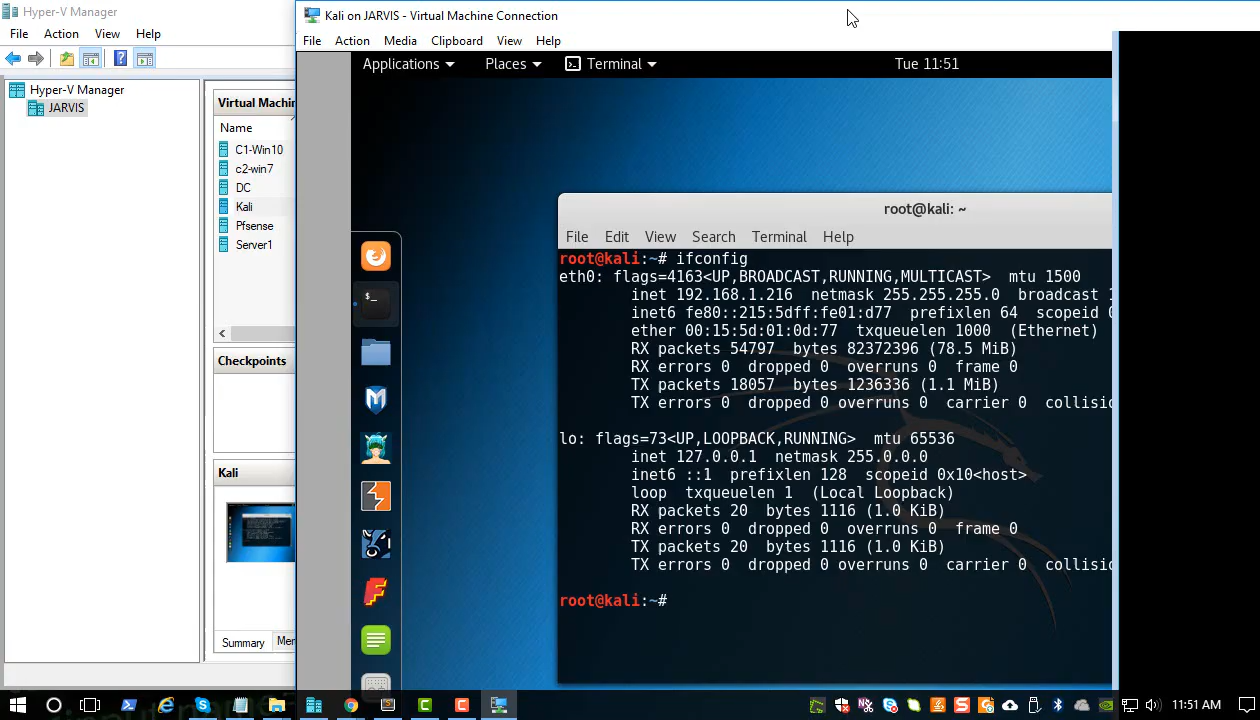 Hyper-V Manager
File Action View Help
Hyper-V Manager
JARVIS
Virtual Machin
Name
C1-Win10
c2-win7
DC
Kali
Pfsense
Server1
Checkpoints
Kali
Summary Mem
Kali on JARVIS - Virtual Machine Connection
File Action Media Clipboard View Help
Applications Places Terminal Tue 11:51
root@kali: ~
File Edit View Search Terminal Help
root@kali:~# ifconfig
eth0: flags=4163<UP,BROADCAST,RUNNING,MULTICAST> mtu 1500
inet 192.168.1.216 netmask 255.255.255.0 broadcast 1
inet6 fe80::215:5dff:fe01:d77 prefixlen 64 scopeid 0
ether 00:15:5d:01:0d:77 txqueuelen 1000 (Ethernet)
RX packets 54797 bytes 82372396 (78.5 MiB)
RX errors 0 dropped 0 overruns 0 frame 0
TX packets 18057 bytes 1236336 (1.1 MiB)
TX errors 0 dropped 0 overruns 0 carrier 0 collisio
lo: flags=73<UP,LOOPBACK,RUNNING> mtu 65536
inet 127.0.0.1 netmask 255.0.0.0
inet6 ::1 prefixlen 128 scopeid 0x10<host>
loop txqueuelen 1 (Local Loopback)
RX packets 20 bytes 1116 (1.0 KiB)
RX errors 0 dropped 0 overruns 0 frame 0
TX packets 20 bytes 1116 (1.0 KiB)
TX errors 0 dropped 0 overruns 0 carrier 0 collisio
root@kali:~#
11:51 AM